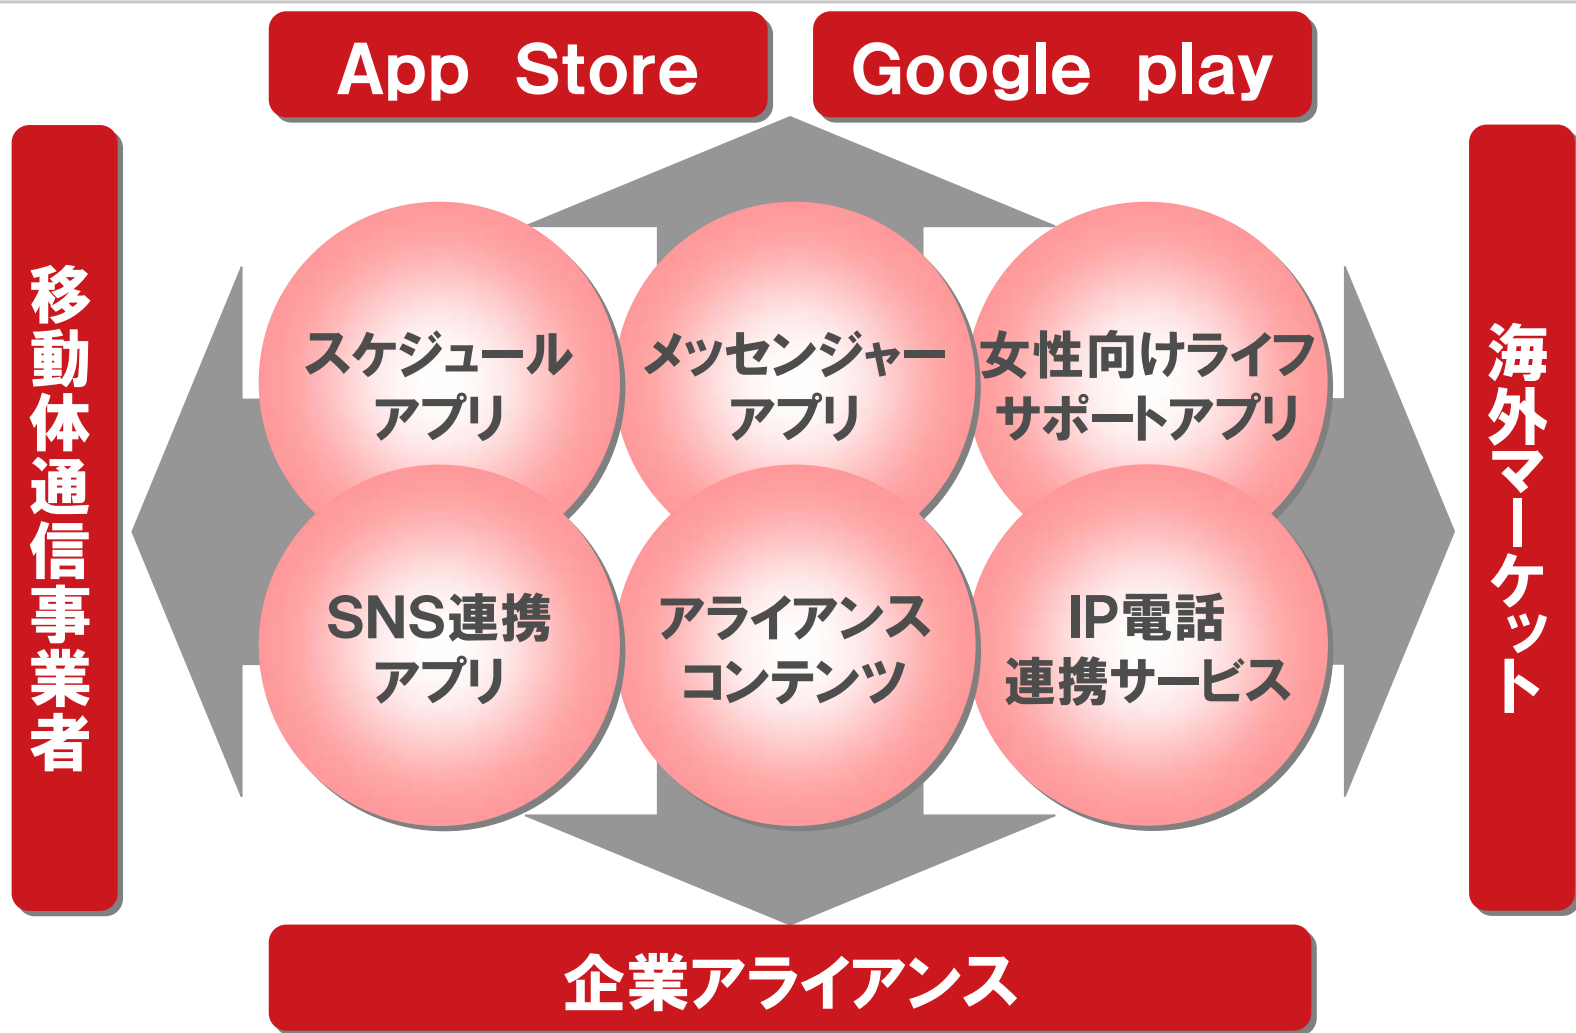 App Store
Google play
移動体通信事業者
スケジュール
アプリ
メッセンジャー
アプリ
女性向けライフ
サポートアプリ
SNS連携
アプリ
アライアンス
コンテンツ
IP電話
連携サービス
海外マーケット
企業アライアンス